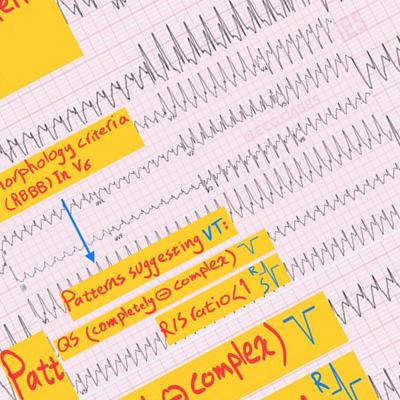 orphology criteria
(RBBB) In V6
Patterns suggesting VT:
QS (completely ⊖ complex)
R/S ratio<1 R S
Patt
⊖ complex)
R